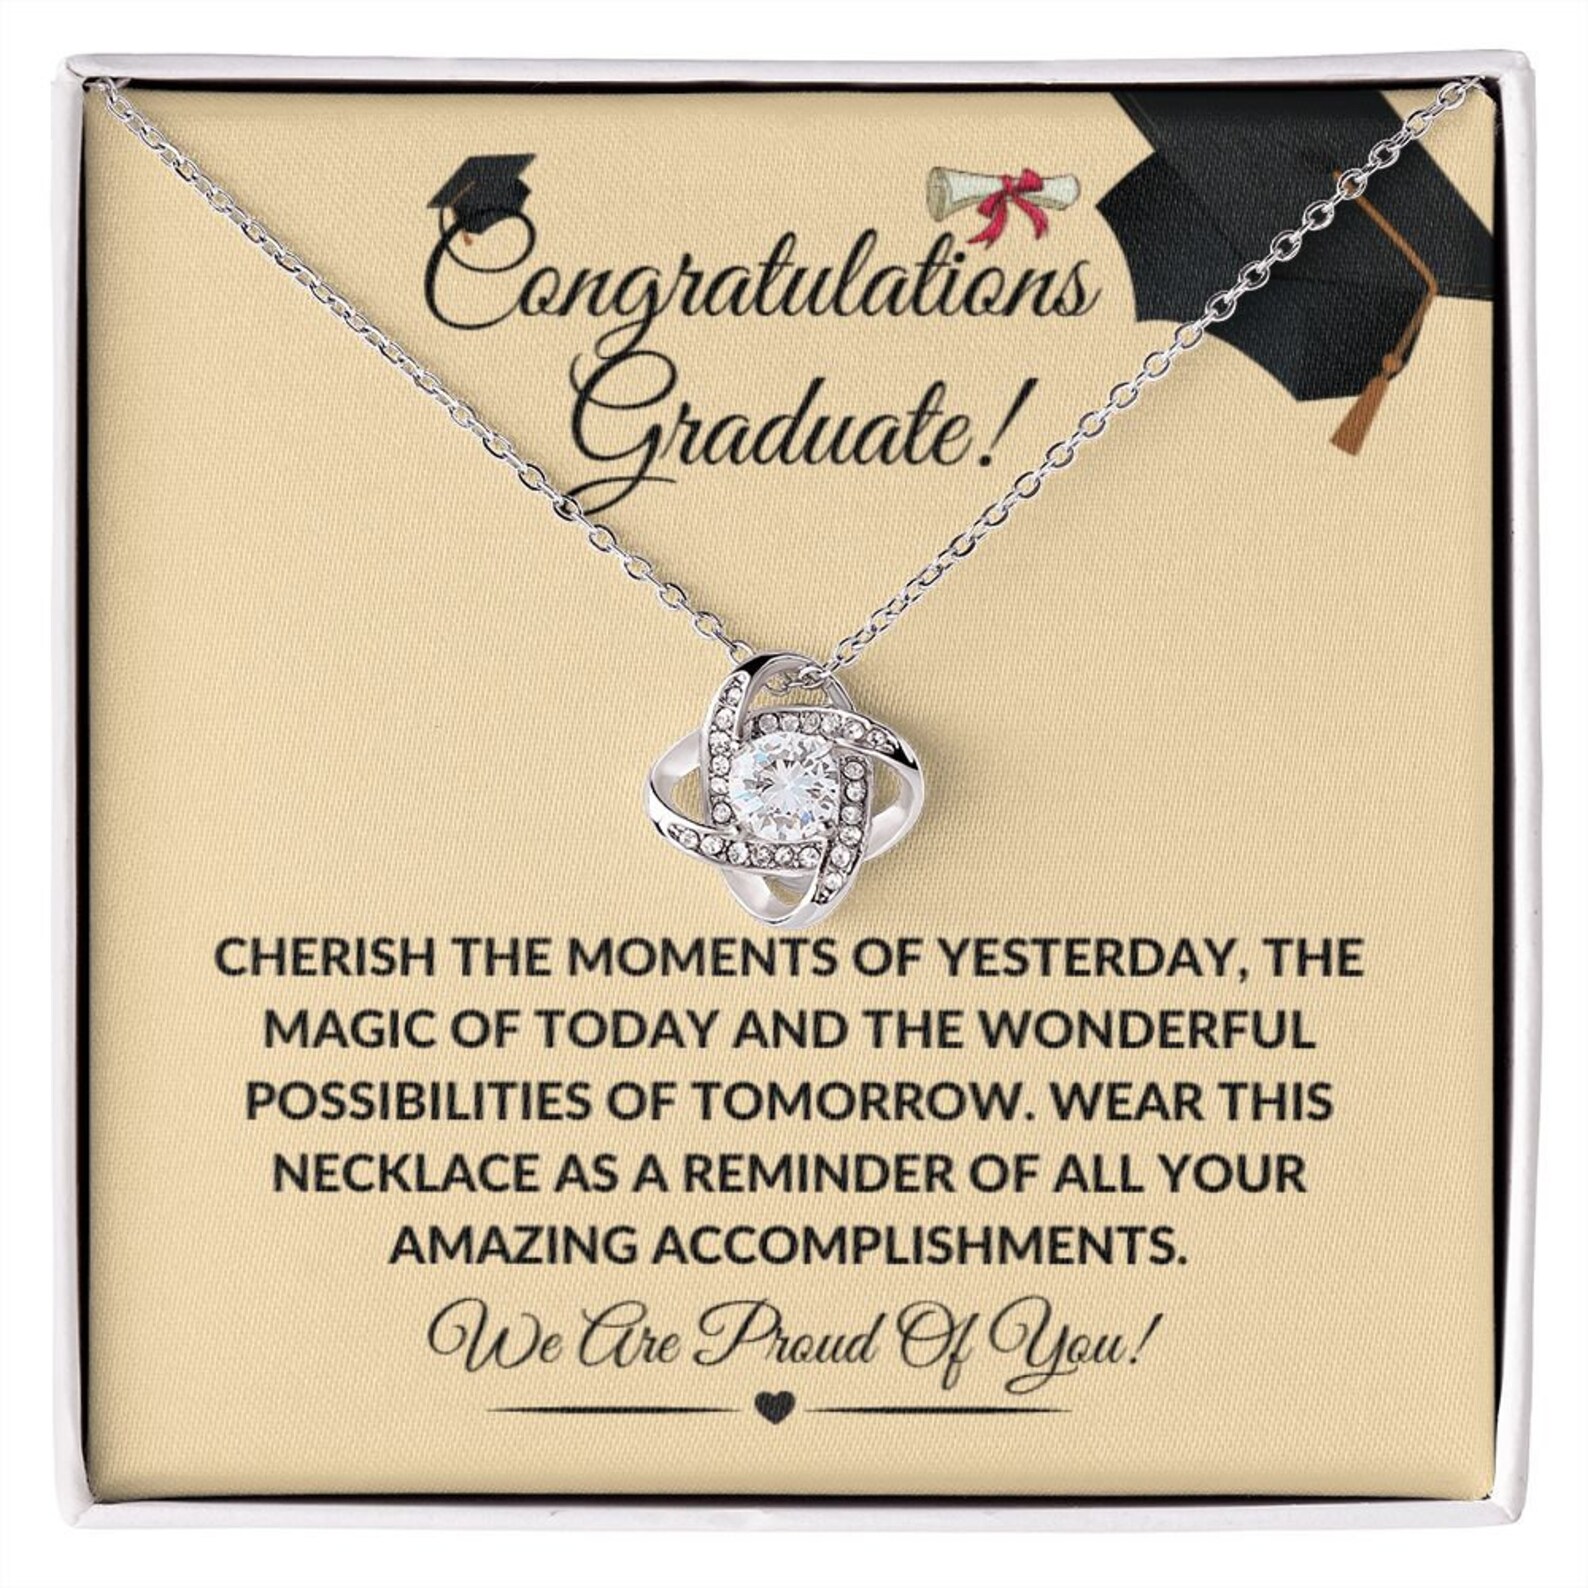 Congratulations
Graduate!
CHERISH THE MOMENTS OF YESTERDAY, THE
MAGIC OF TODAY AND THE WONDERFUL
POSSIBILITIES OF TOMORROW. WEAR THIS
NECKLACE AS A REMINDER OF ALL YOUR
AMAZING ACCOMPLISHMENTS.
We Are Proud Of You!